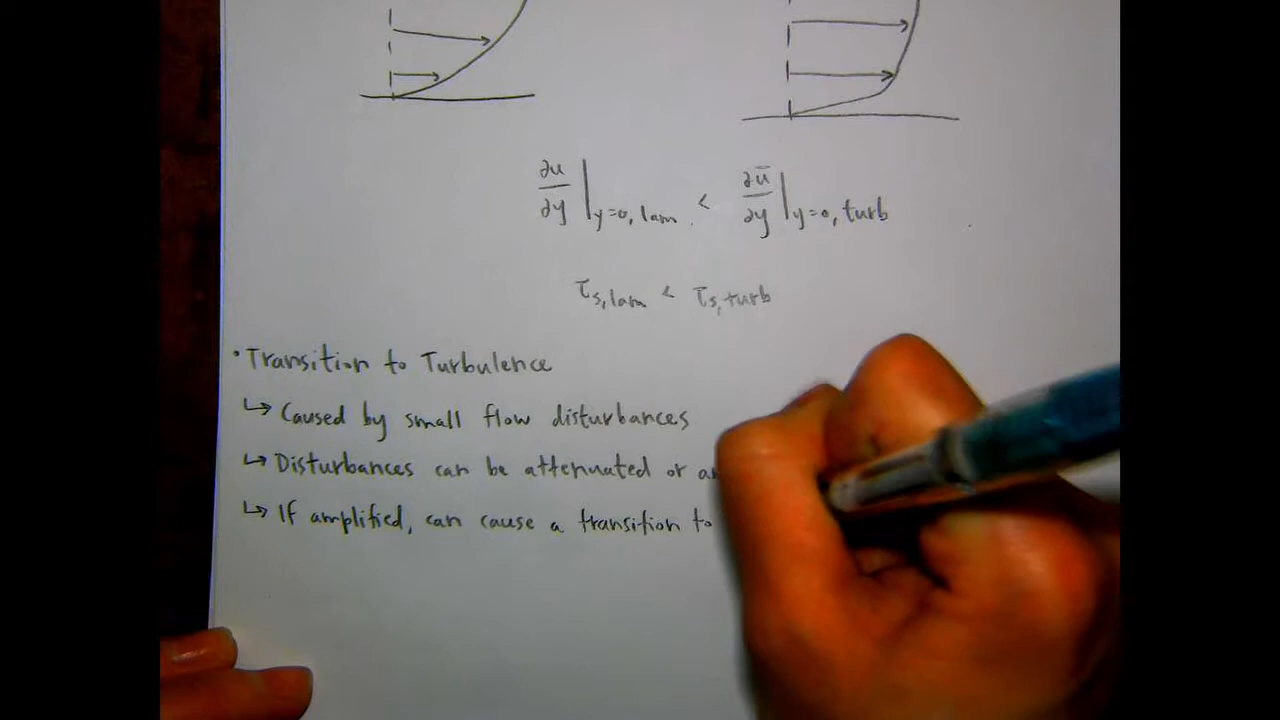 ∂u/∂y |y=0, lam < ∂ū/∂y |y=0, turb
τs,lam < τs,turb
• Transition to Turbulence
↳ Caused by small flow disturbances
↳ Disturbances can be attenuated or
↳ If amplified, can cause a transition to